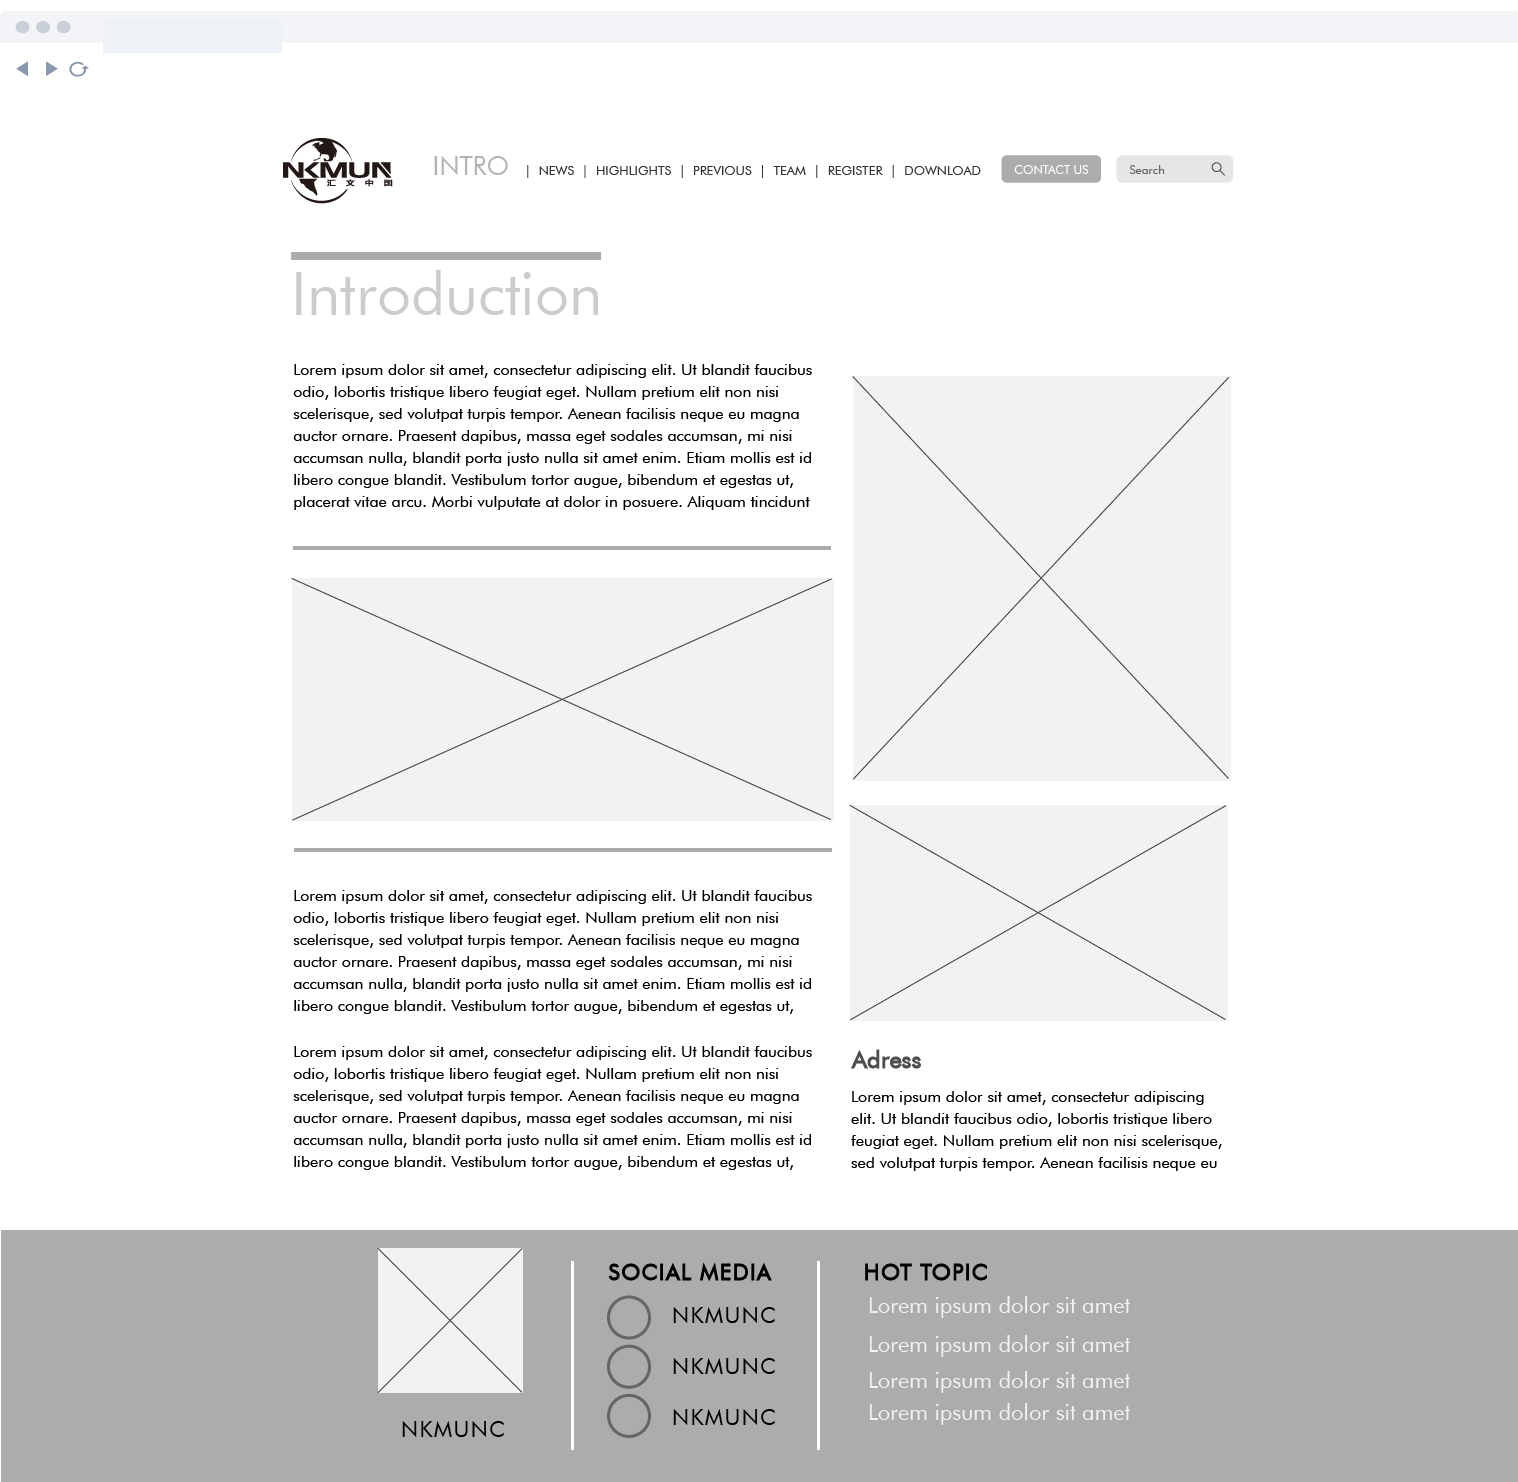 NKMUN
汇文中国
INTRO | NEWS | HIGHLIGHTS | PREVIOUS | TEAM | REGISTER | DOWNLOAD
CONTACT US
Search
Introduction
Lorem ipsum dolor sit amet, consectetur adipiscing elit. Ut blandit faucibus
odio, lobortis tristique libero feugiat eget. Nullam pretium elit non nisi
scelerisque, sed volutpat turpis tempor. Aenean facilisis neque eu magna
auctor ornare. Praesent dapibus, massa eget sodales accumsan, mi nisi
accumsan nulla, blandit porta justo nulla sit amet enim. Etiam mollis est id
libero congue blandit. Vestibulum tortor augue, bibendum et egestas ut,
placerat vitae arcu. Morbi vulputate at dolor in posuere. Aliquam tincidunt
Lorem ipsum dolor sit amet, consectetur adipiscing elit. Ut blandit faucibus
odio, lobortis tristique libero feugiat eget. Nullam pretium elit non nisi
scelerisque, sed volutpat turpis tempor. Aenean facilisis neque eu magna
auctor ornare. Praesent dapibus, massa eget sodales accumsan, mi nisi
accumsan nulla, blandit porta justo nulla sit amet enim. Etiam mollis est id
libero congue blandit. Vestibulum tortor augue, bibendum et egestas ut,
Lorem ipsum dolor sit amet, consectetur adipiscing elit. Ut blandit faucibus
odio, lobortis tristique libero feugiat eget. Nullam pretium elit non nisi
scelerisque, sed volutpat turpis tempor. Aenean facilisis neque eu magna
auctor ornare. Praesent dapibus, massa eget sodales accumsan, mi nisi
accumsan nulla, blandit porta justo nulla sit amet enim. Etiam mollis est id
libero congue blandit. Vestibulum tortor augue, bibendum et egestas ut,
Adress
Lorem ipsum dolor sit amet, consectetur adipiscing
elit. Ut blandit faucibus odio, lobortis tristique libero
feugiat eget. Nullam pretium elit non nisi scelerisque,
sed volutpat turpis tempor. Aenean facilisis neque eu
NKMUNC
SOCIAL MEDIA
NKMUNC
NKMUNC
NKMUNC
HOT TOPIC
Lorem ipsum dolor sit amet
Lorem ipsum dolor sit amet
Lorem ipsum dolor sit amet
Lorem ipsum dolor sit amet